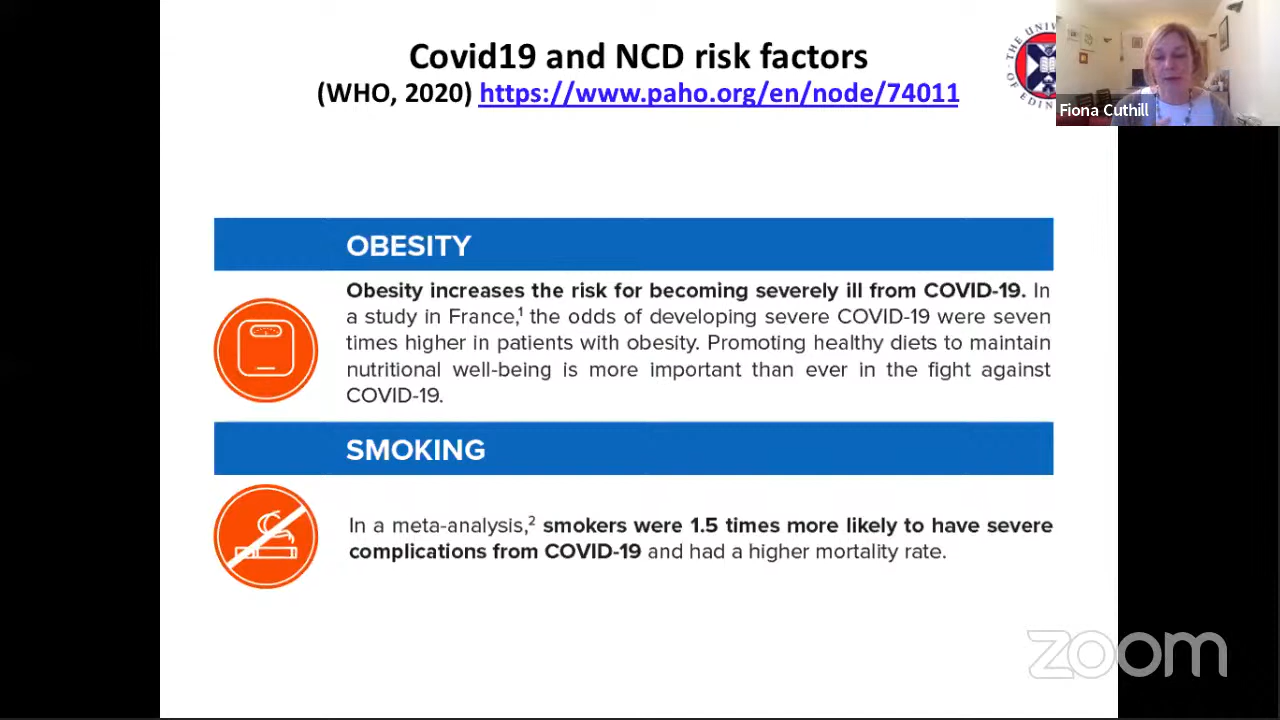 Covid19 and NCD risk factors
(WHO, 2020) https://www.paho.org/en/node/74011
Fiona Cuthill
OBESITY
Obesity increases the risk for becoming severely ill from COVID-19. In
a study in France,¹ the odds of developing severe COVID-19 were seven
times higher in patients with obesity. Promoting healthy diets to maintain
nutritional well-being is more important than ever in the fight against
COVID-19.
SMOKING
In a meta-analysis,² smokers were 1.5 times more likely to have severe
complications from COVID-19 and had a higher mortality rate.
zoom